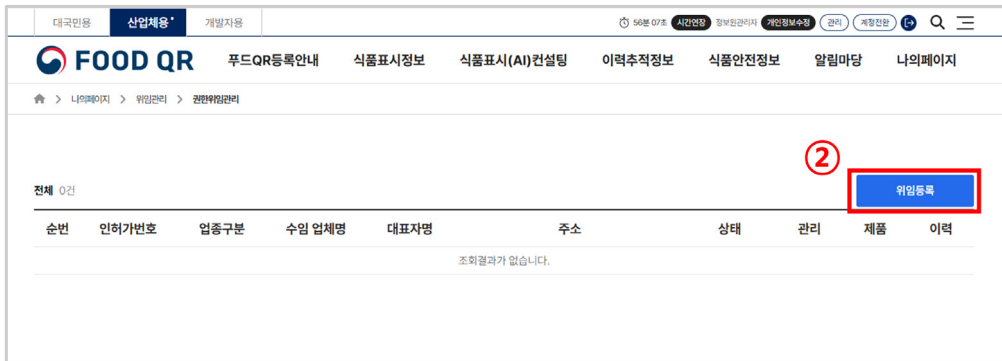 대국민용 산업체용 개발자용 56분 07초 시간연장 정보원관리자 개인정보수정 관리 계정전환
FOOD QR 푸드QR등록안내 식품표시정보 식품표시(AI)컨설팅 이력추적정보 식품안전정보 알림마당 나의페이지
> 나의페이지 > 위임관리 > 권한위임관리
②
전체 0건 위임등록
순번 인허가번호 업종구분 수임 업체명 대표자명 주소 상태 관리 제품 이력
조회결과가 없습니다.